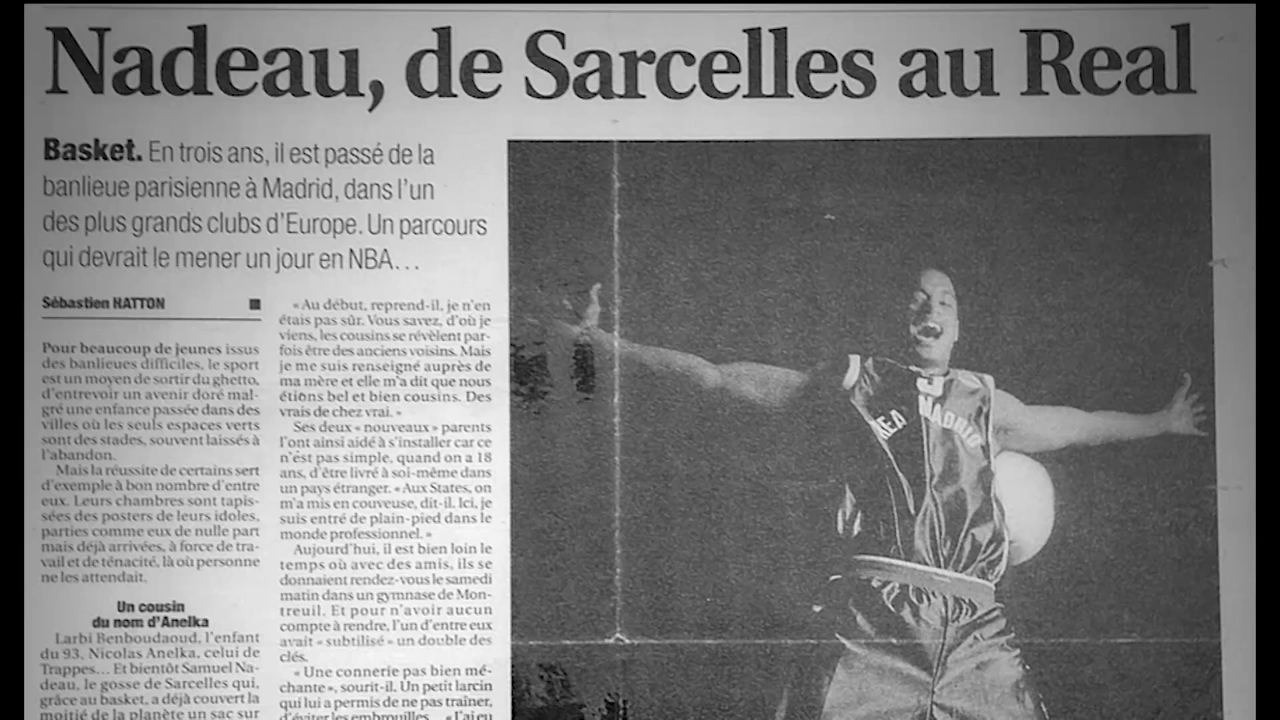 Nadeau, de Sarcelles au Real
Basket. En trois ans, il est passé de la
banlieue parisienne à Madrid, dans l'un
des plus grands clubs d'Europe. Un parcours
qui devrait le mener un jour en NBA...
Sébastien HATTON
Pour beaucoup de jeunes issus
des banlieues difficiles, le sport
est un moyen de sortir du ghetto,
d'entrevoir un avenir doré mal-
gré une enfance passée dans des
villes où les seuls espaces verts
sont des stades, souvent laissés à
l'abandon.
Mais la réussite de certains sert
d'exemple à bon nombre d'entre
eux. Leurs chambres sont tapis-
sées des posters de leurs idoles,
parties comme eux de nulle part
mais déjà arrivées, à force de tra-
vail et de ténacité, là où personne
ne les attendait.
Un cousin
du nom d'Anelka
Larbi Benboudaoud, l'enfant
du 93, Nicolas Anelka, celui de
Trappes... Et bientôt Samuel Na-
deau, le gosse de Sarcelles qui,
grâce au basket, a déjà couvert la
moitié de la planète un sac sur
« Au début, reprend-il, je n'en
étais pas sûr. Vous savez, d'où je
viens, les cousins se révèlent par-
fois être des anciens voisins. Mais
je me suis renseigné auprès de
ma mère et elle m'a dit que nous
étions bel et bien cousins. Des
vrais de chez vrai. »
Ses deux « nouveaux » parents
l'ont ainsi aidé à s'installer car ce
n'est pas simple, quand on a 18
ans, d'être livré à soi-même dans
un pays étranger. « Aux States, on
m'a mis en couveuse, dit-il. Ici, je
suis entré de plain-pied dans le
monde professionnel. »
Aujourd'hui, il est bien loin le
temps où avec des amis, ils se
donnaient rendez-vous le samedi
matin dans un gymnase de Mon-
treuil. Et pour n'avoir aucun
compte à rendre, l'un d'entre eux
avait « subtilisé » un double des
clés.
« Une connerie pas bien mé-
chante », sourit-il. Un petit larcin
qui lui a permis de ne pas traîner,
d'éviter les embrouilles. « J'ai eu
REA MADRID